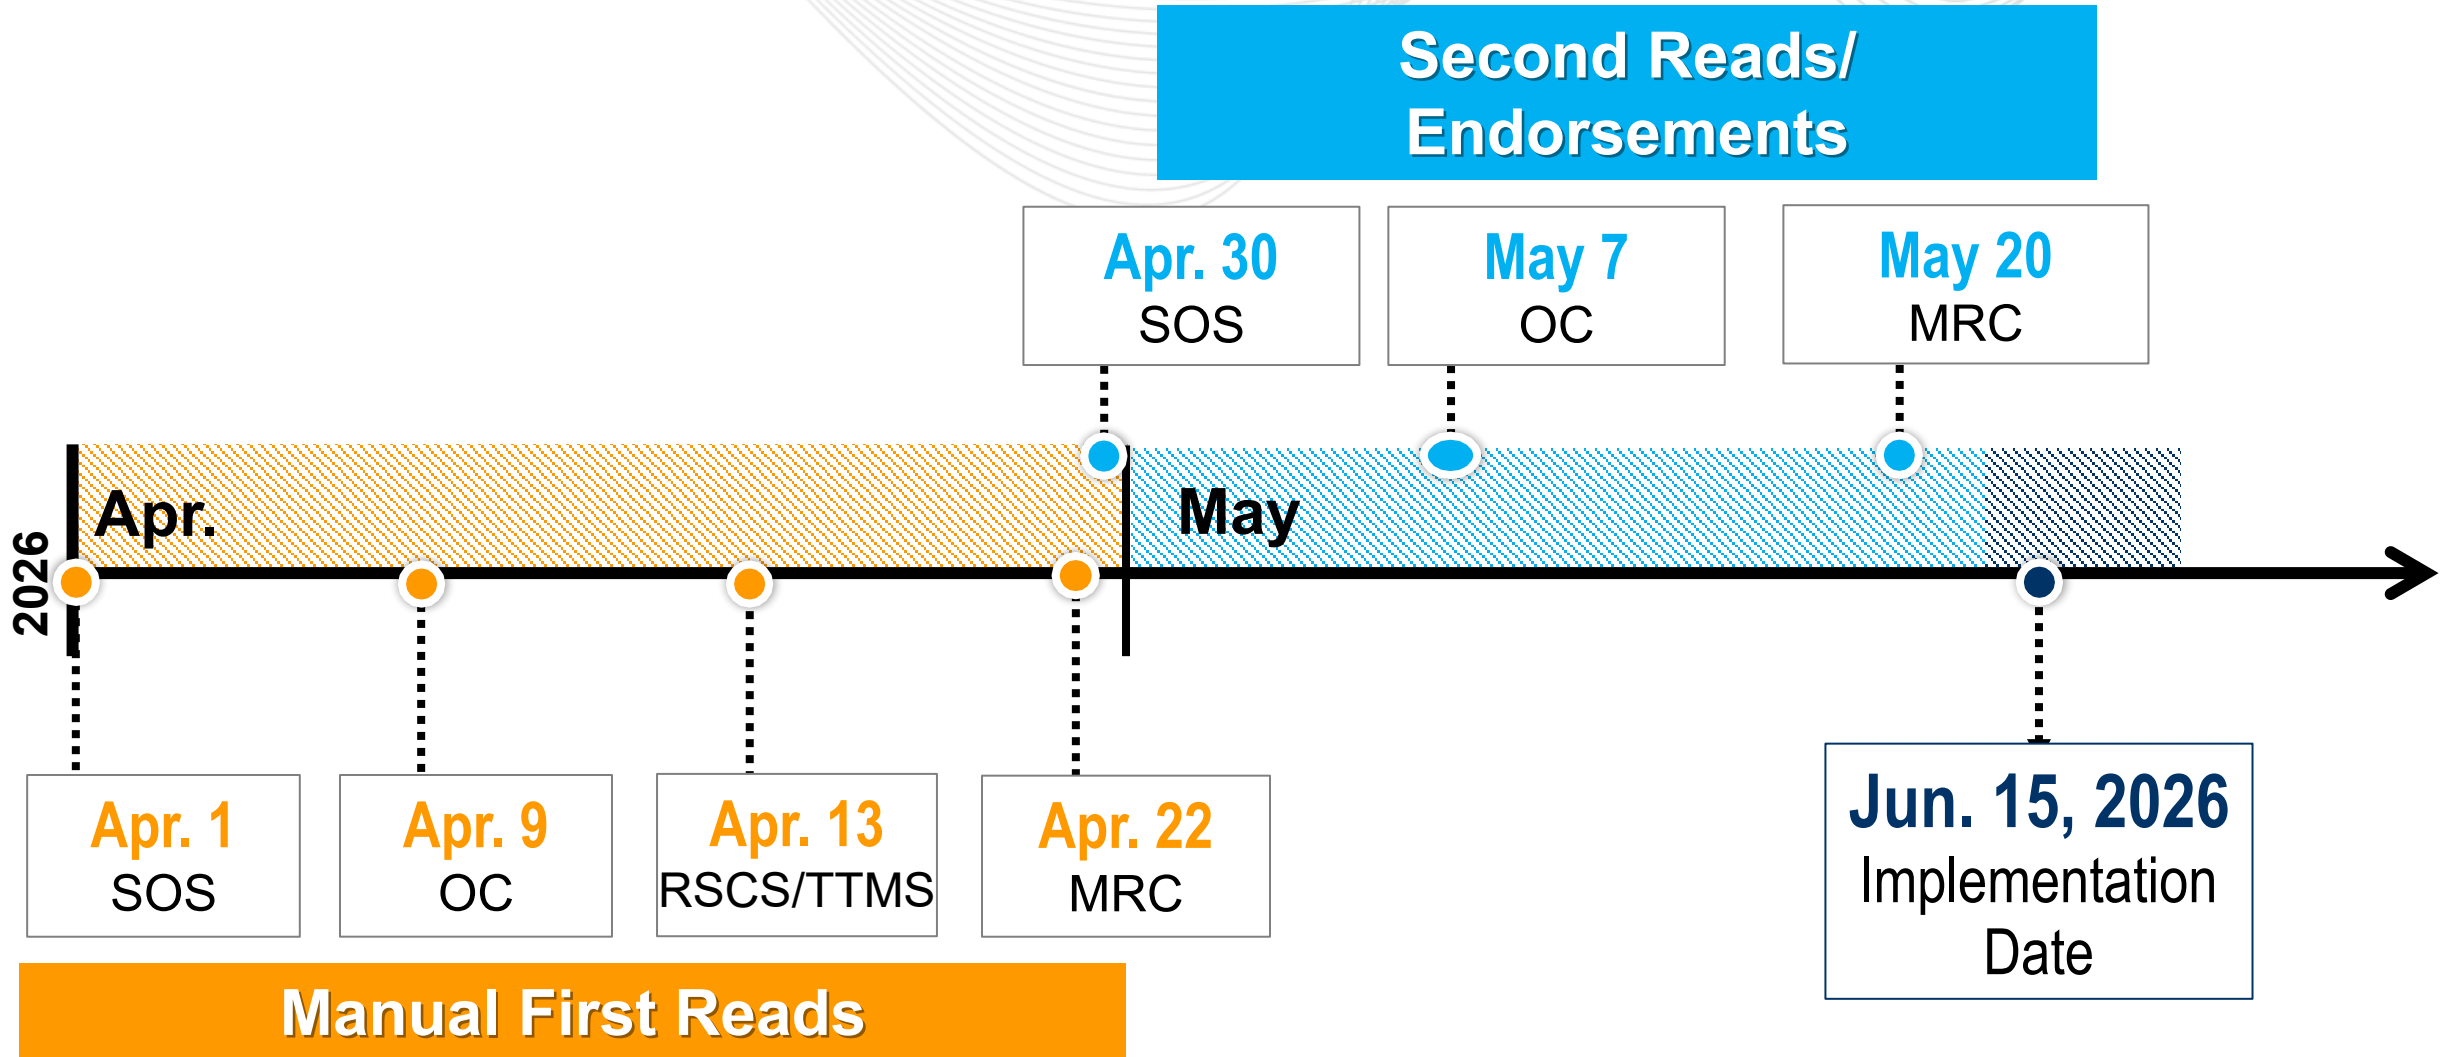 Second Reads/
Endorsements
Apr. 30
SOS
May 7
OC
May 20
MRC
Apr.
May
2026
Apr. 1
SOS
Apr. 9
OC
Apr. 13
RSCS/TTMS
Apr. 22
MRC
Jun. 15, 2026
Implementation
Date
Manual First Reads